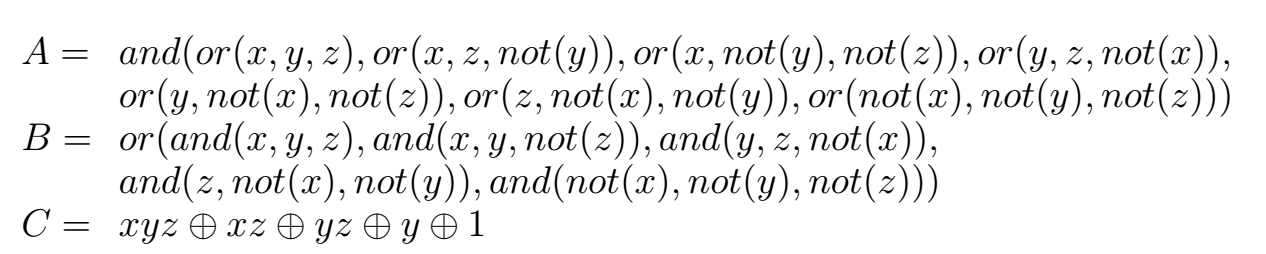 A = and(or(x, y, z), or(x, z, not(y)), or(x, not(y), not(z)), or(y, z, not(x)),
or(y, not(x), not(z)), or(z, not(x), not(y)), or(not(x), not(y), not(z)))
B = or(and(x, y, z), and(x, y, not(z)), and(y, z, not(x)),
and(z, not(x), not(y)), and(not(x), not(y), not(z)))
C = xyz ⊕ xz ⊕ yz ⊕ y ⊕ 1